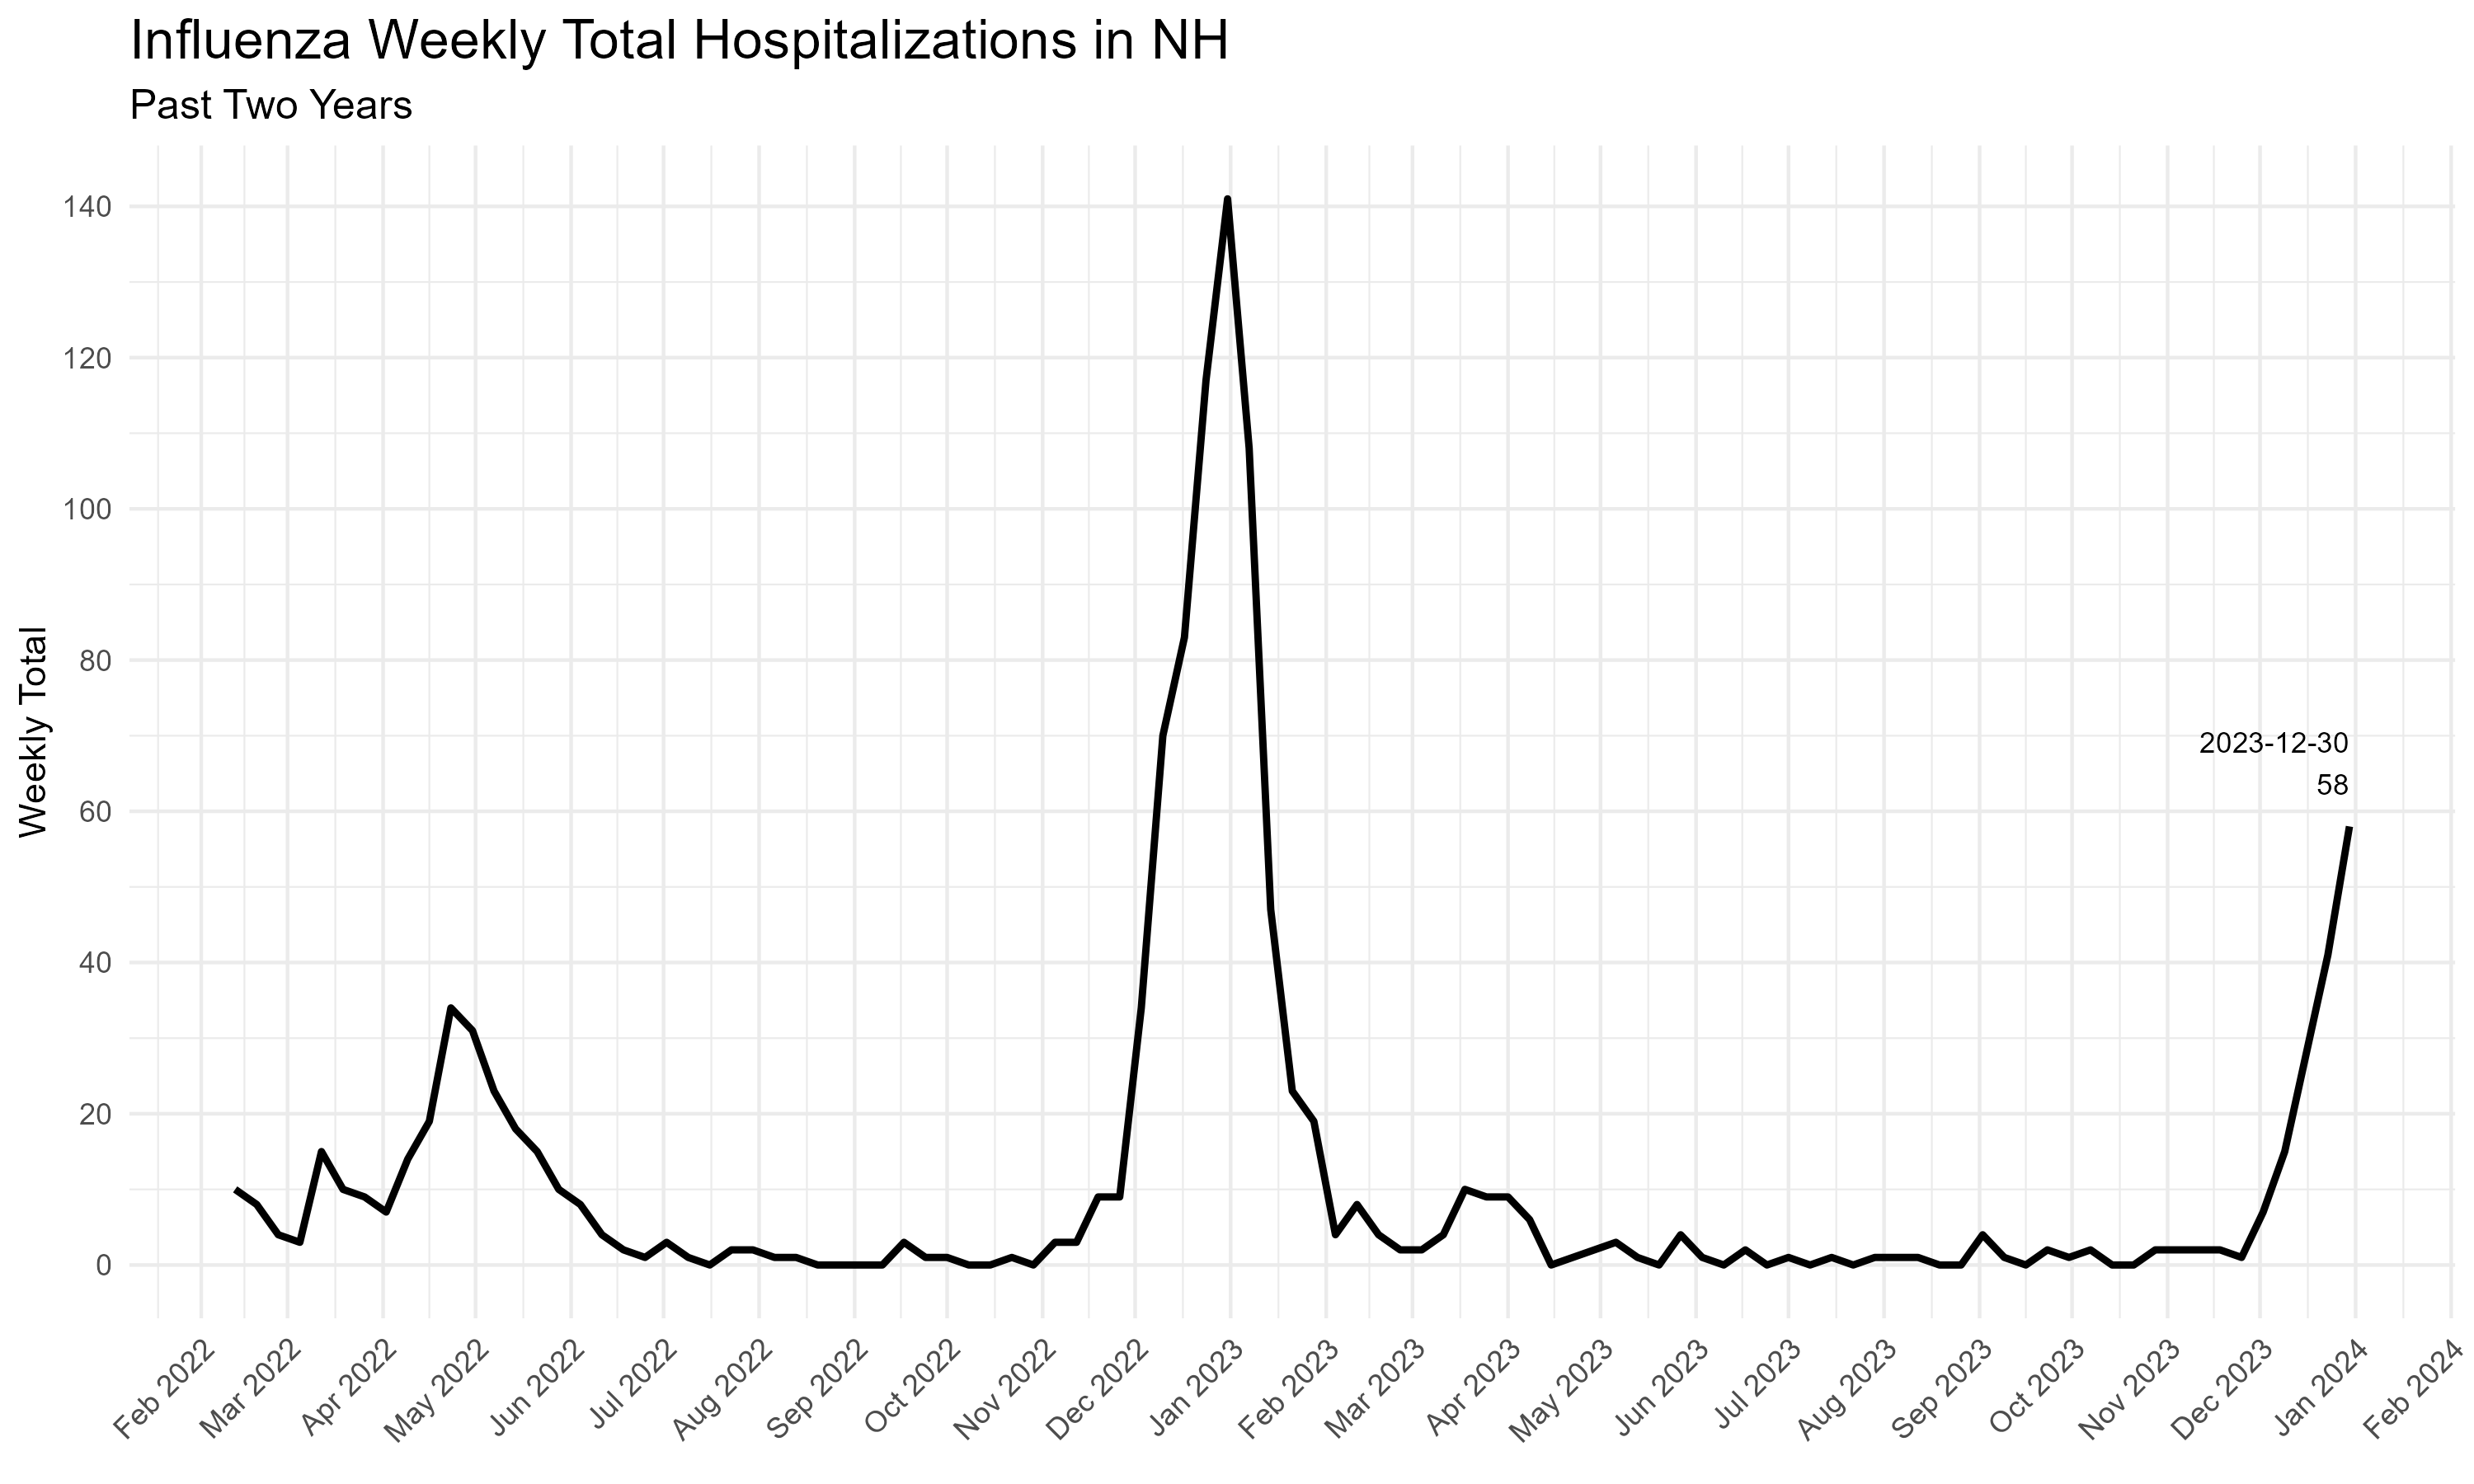 Influenza Weekly Total Hospitalizations in NH
Past Two Years
Weekly Total
140
120
100
80
60
40
20
0
2023-12-30
58
Feb 2022
Mar 2022
Apr 2022
May 2022
Jun 2022
Jul 2022
Aug 2022
Sep 2022
Oct 2022
Nov 2022
Dec 2022
Jan 2023
Feb 2023
Mar 2023
Apr 2023
May 2023
Jun 2023
Jul 2023
Aug 2023
Sep 2023
Oct 2023
Nov 2023
Dec 2023
Jan 2024
Feb 2024